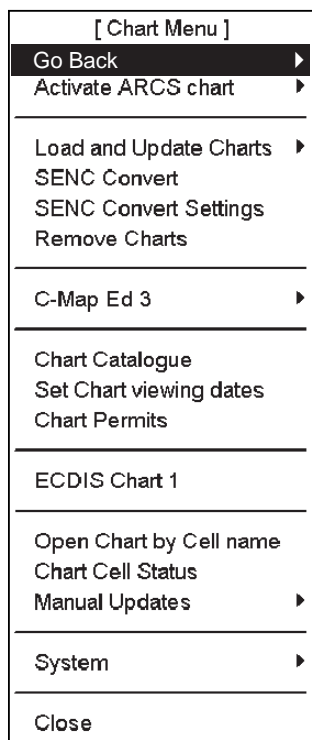 [ Chart Menu ]
Go Back
Activate ARCS chart
Load and Update Charts
SENC Convert
SENC Convert Settings
Remove Charts
C-Map Ed 3
Chart Catalogue
Set Chart viewing dates
Chart Permits
ECDIS Chart 1
Open Chart by Cell name
Chart Cell Status
Manual Updates
System
Close